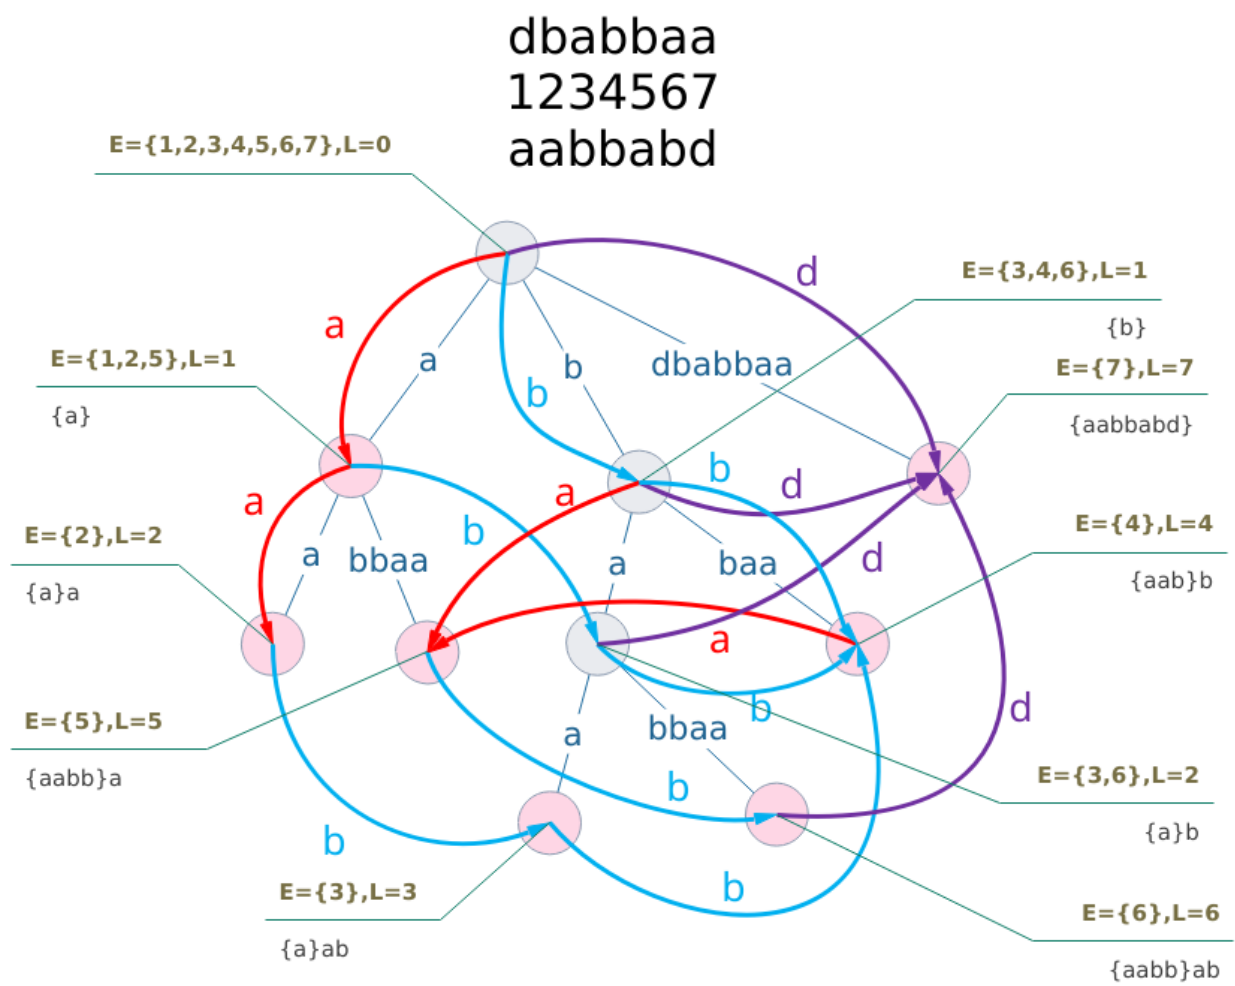 dbabbaa
1234567
aabbabd
E={1,2,3,4,5,6,7},L=0
d
E={3,4,6},L=1
{b}
a
E={1,2,5},L=1
{a}
a
b
dbabbaa
E={7},L=7
{aabbabd}
b
b
d
a
a
E={2},L=2
{a}a
b
a
bbaa
a
baa
d
E={4},L=4
{aab}b
a
E={5},L=5
{aabb}a
b
d
a
bbaa
E={3,6},L=2
{a}b
b
b
E={3},L=3
{a}ab
b
E={6},L=6
{aabb}ab